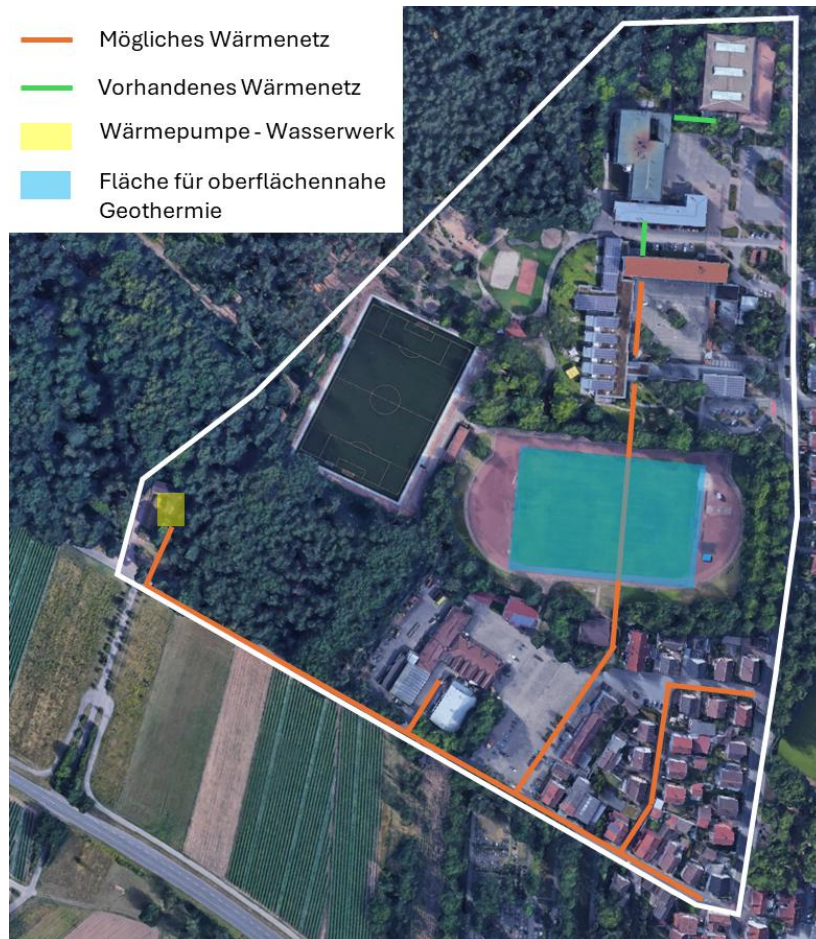 Mögliches Wärmenetz
Vorhandenes Wärmenetz
Wärmepumpe - Wasserwerk
Fläche für oberflächennahe
Geothermie